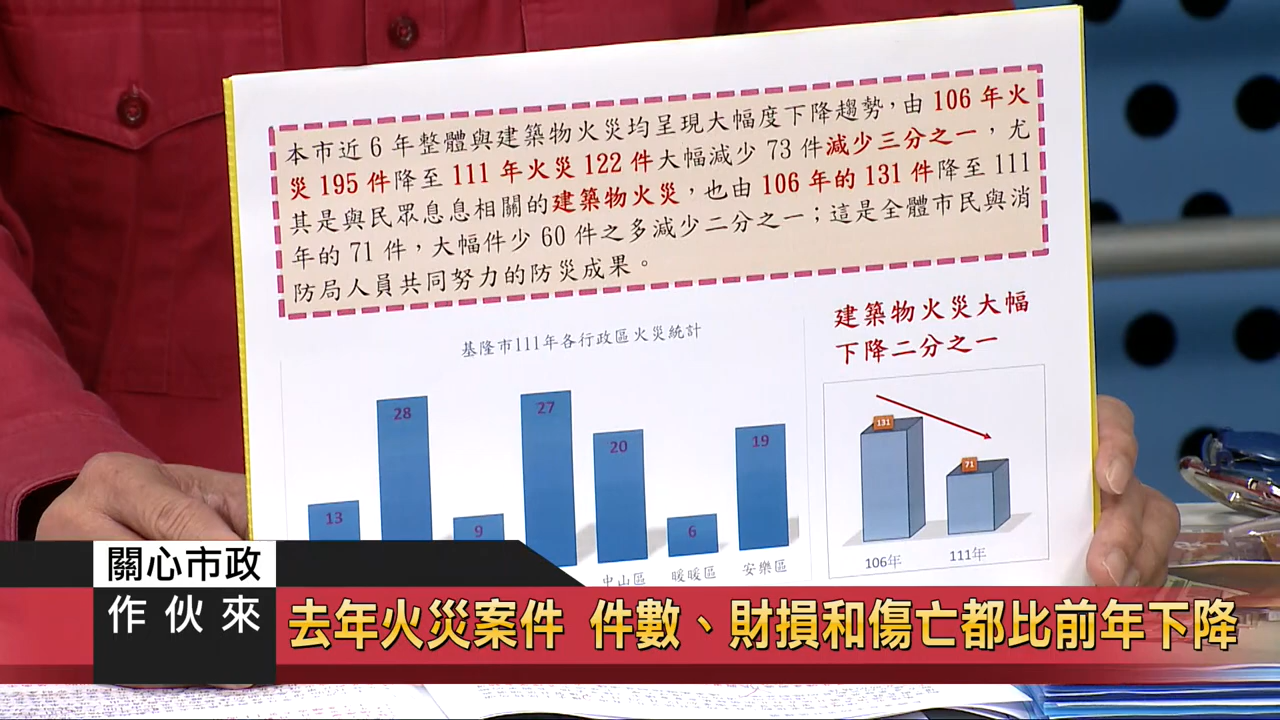 本市近6年整體與建築物火災均呈現大幅度下降趨勢，由106年火
災195件降至111年火災122件大幅減少73件減少三分之一，尤
其是與民眾息息相關的建築物火災，也由106年的131件降至111
年的71件，大幅件少60件之多減少二分之一；這是全體市民與消
防局人員共同努力的防災成果。
基隆市111年各行政區火災統計
13
28
9
27
20
6
19
中山區
暖暖區
安樂區
建築物火災大幅
下降二分之一
131
71
106年
111年
關心市政
作伙來
去年火災案件 件數、財損和傷亡都比前年下降